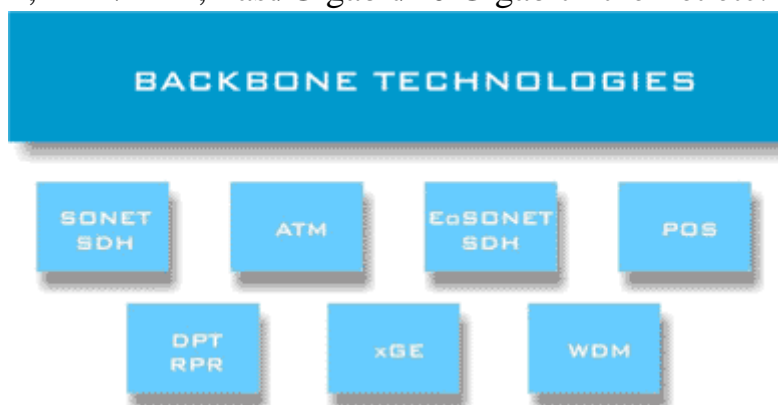 BACKBONE TECHNOLOGIES
SONET
SDH
ATM
EoSONET
SDH
POS
DPT
RPR
xGE
WDM